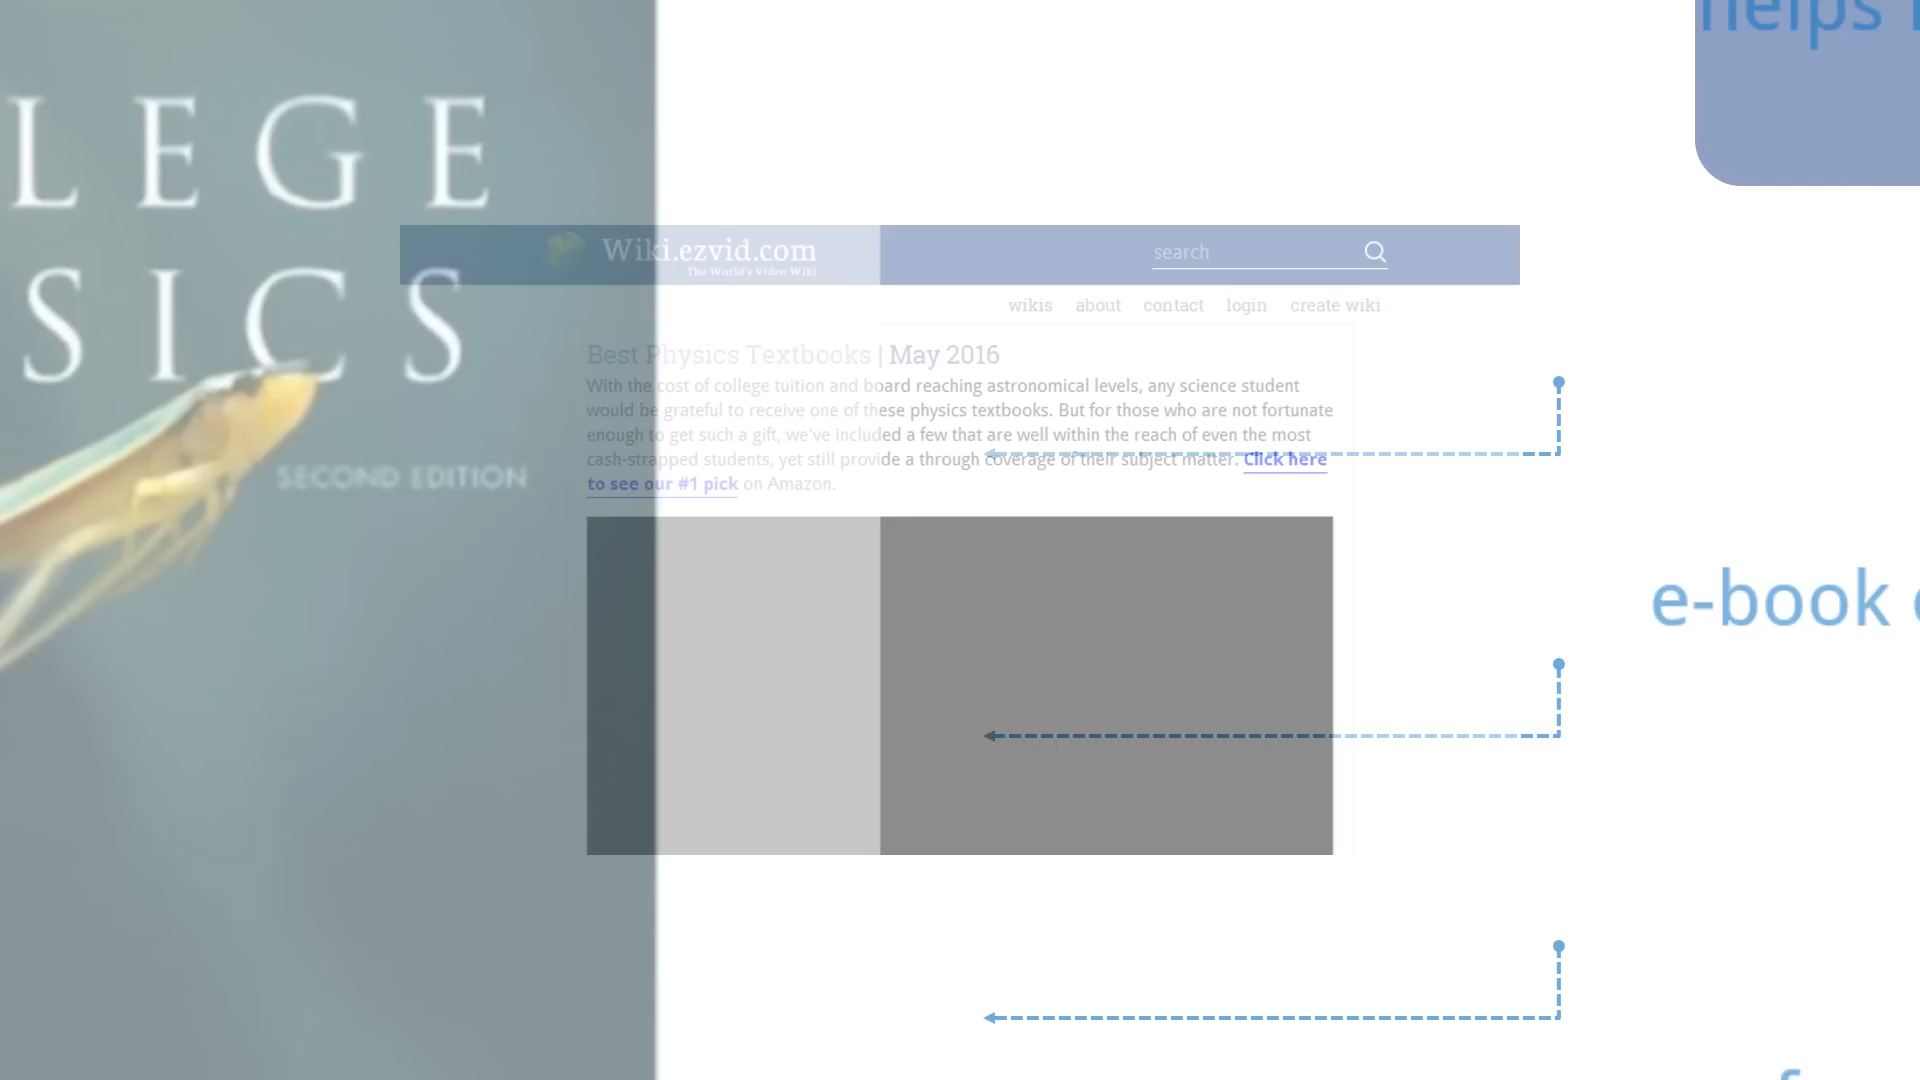 helps
LEGE
SICS
SECOND EDITION
Wiki.ezvid.com
The World's Video Wiki
search
wikis about contact login create wiki
Best Physics Textbooks | May 2016
With the cost of college tuition and board reaching astronomical levels, any science student
would be grateful to receive one of these physics textbooks. But for those who are not fortunate
enough to get such a gift, we've included a few that are well within the reach of even the most
cash-strapped students, yet still provide a through coverage of their subject matter. Click here
to see our #1 pick on Amazon.
e-book